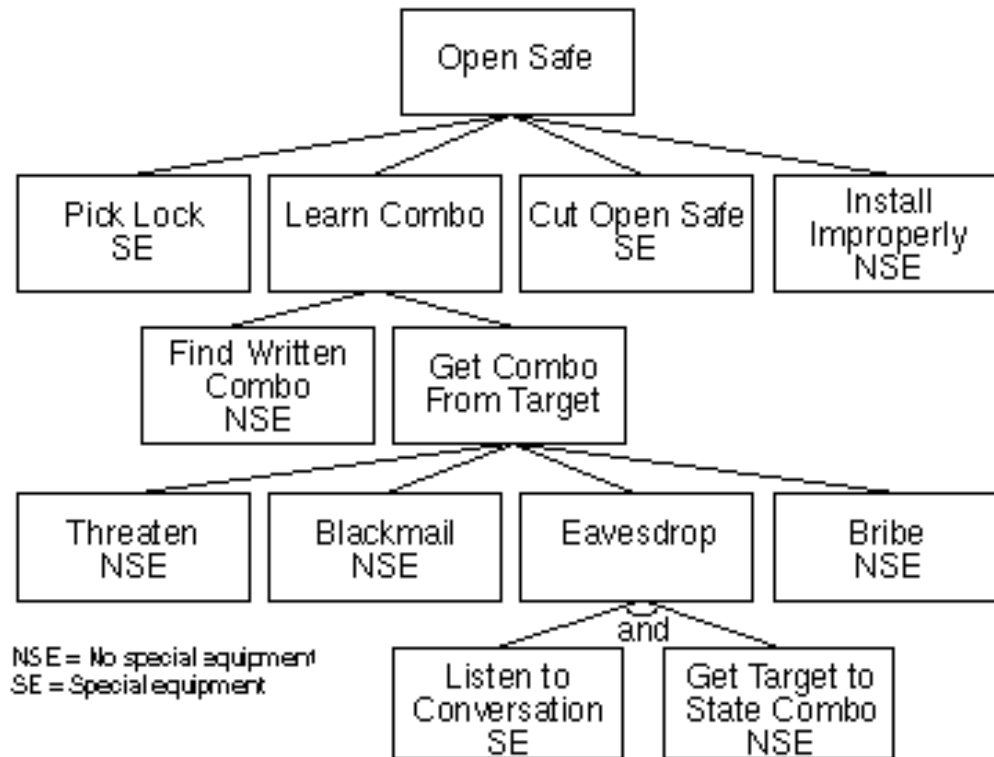 Open Safe
Pick Lock
SE
Learn Combo
Cut Open Safe
SE
Install
Improperly
NSE
Find Written
Combo
NSE
Get Combo
From Target
Threaten
NSE
Blackmail
NSE
Eavesdrop
Bribe
NSE
and
NSE = No special equipment
SE = Special equipment
Listen to
Conversation
SE
Get Target to
State Combo
NSE